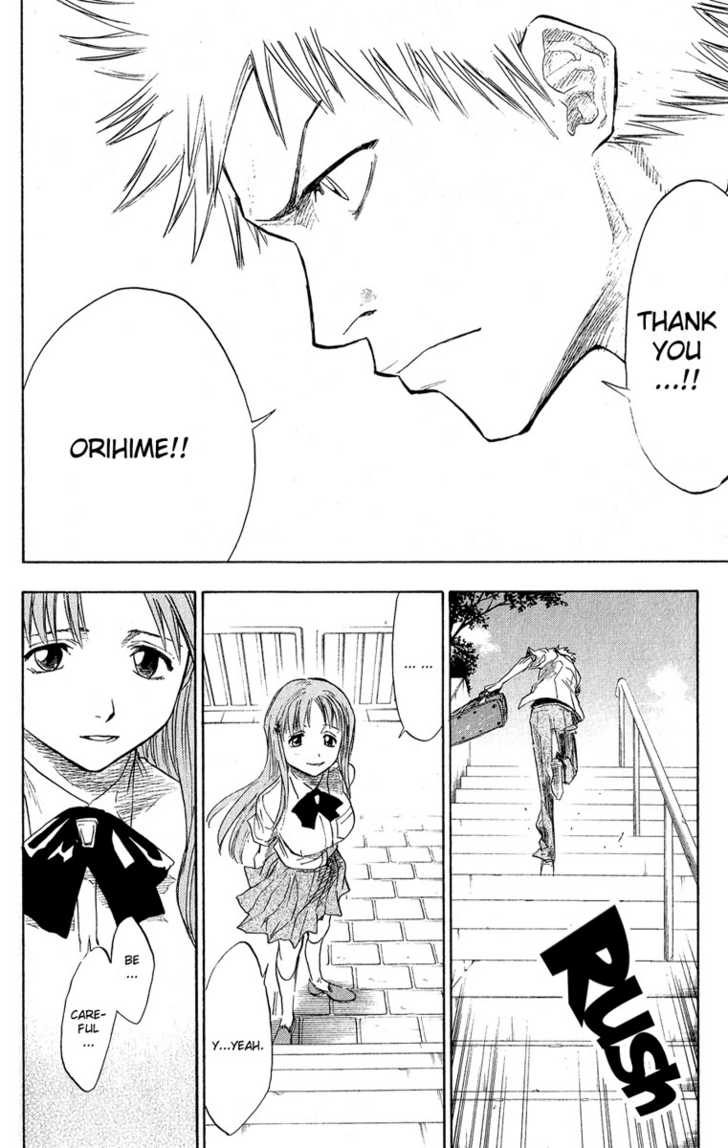 THANK
YOU
...!!
ORIHIME!!
RUSH
... ...
Y...YEAH.
BE
...
CARE-
FUL
...